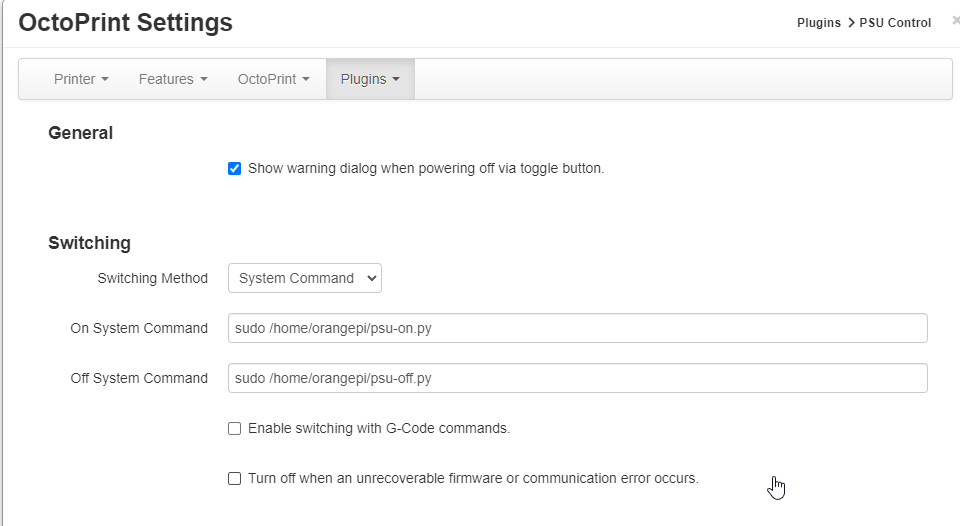 OctoPrint Settings
Plugins > PSU Control ×
Printer Features OctoPrint Plugins
General
Show warning dialog when powering off via toggle button.
Switching
Switching Method System Command
On System Command sudo /home/orangepi/psu-on.py
Off System Command sudo /home/orangepi/psu-off.py
Enable switching with G-Code commands.
Turn off when an unrecoverable firmware or communication error occurs.